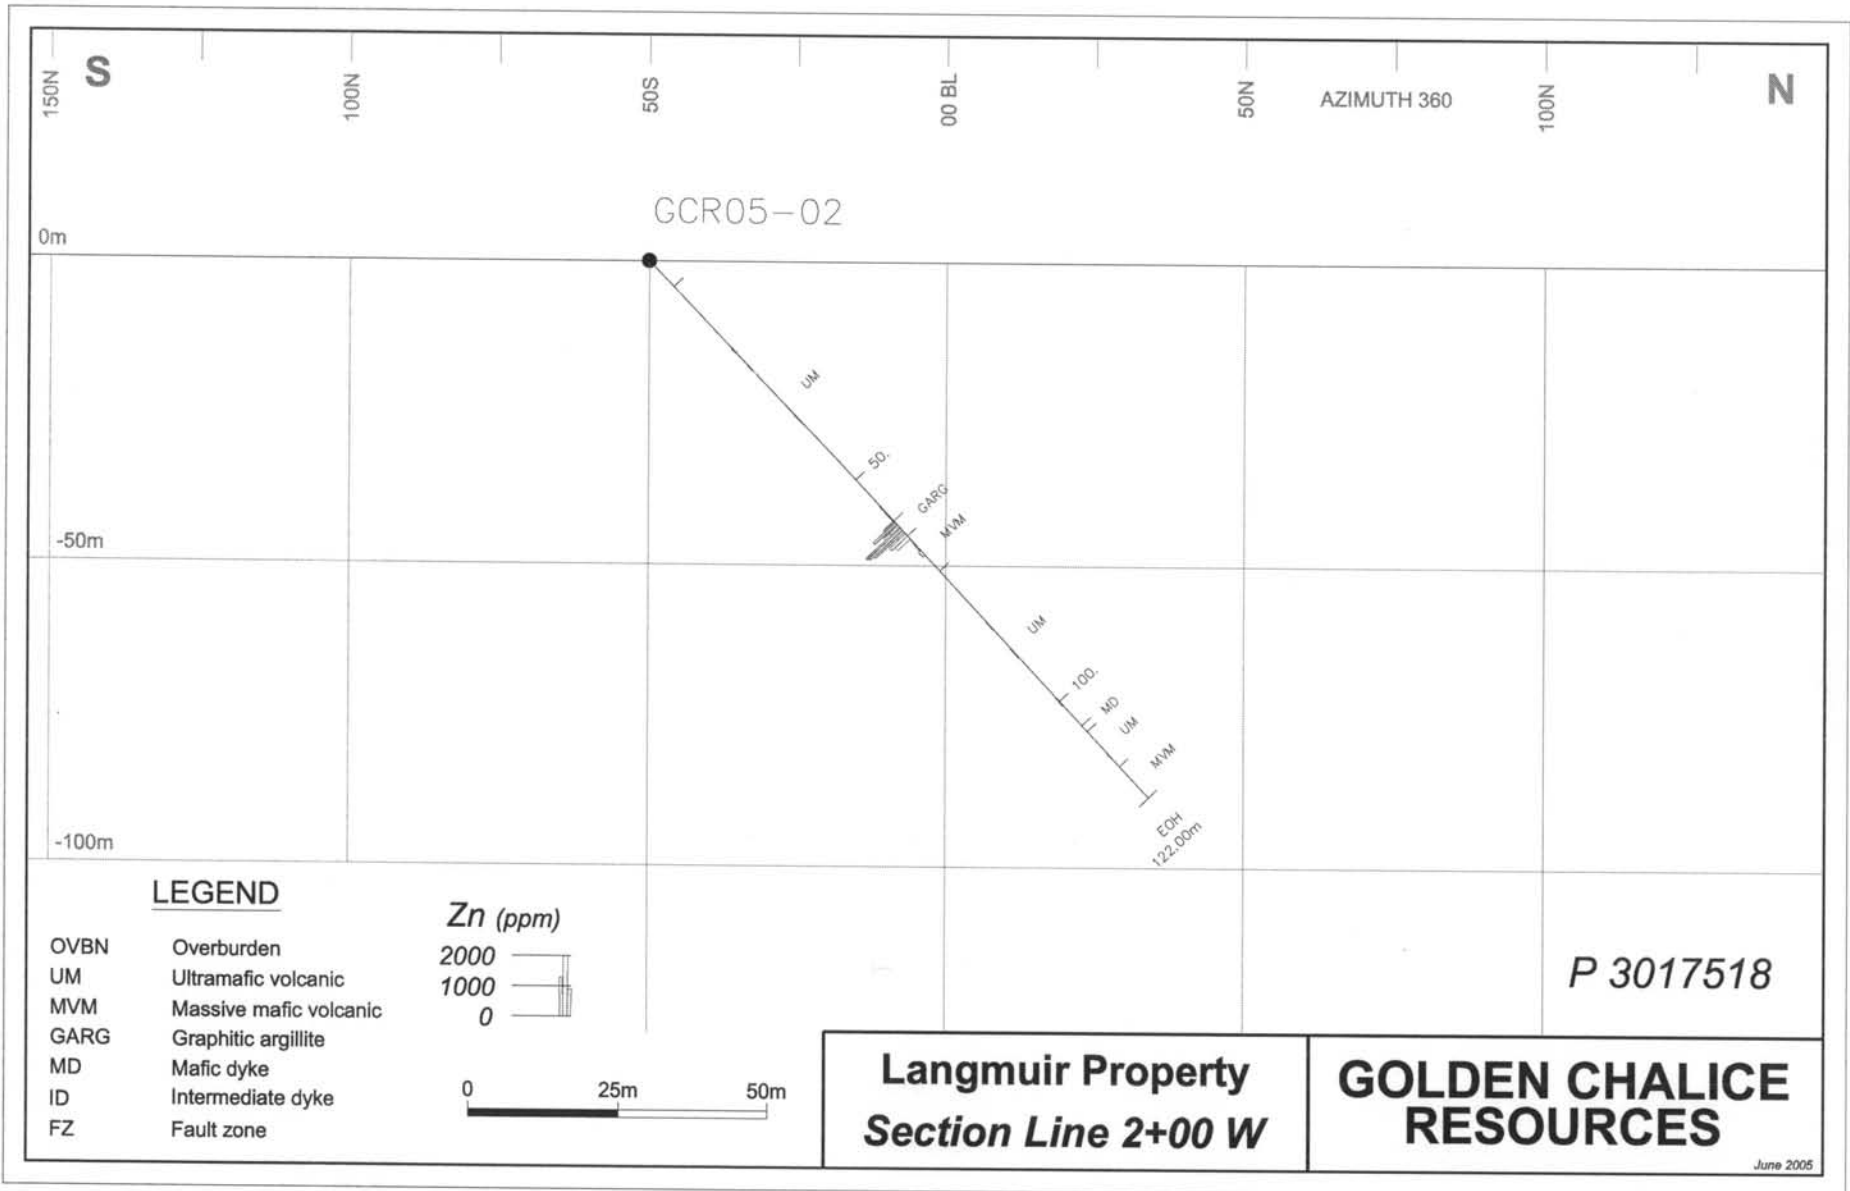 S
N
150N
100N
50S
00 BL
50N
AZIMUTH 360
100N
GCR05-02
0m
UM
50.
GARG
MVM
-50m
UM
100.
MD
UM
MVM
EOH
122.00m
-100m
LEGEND
OVBN Overburden
UM Ultramafic volcanic
MVM Massive mafic volcanic
GARG Graphitic argillite
MD Mafic dyke
ID Intermediate dyke
FZ Fault zone
Zn (ppm)
2000
1000
0
0 25m 50m
P 3017518
Langmuir Property
Section Line 2+00 W
GOLDEN CHALICE
RESOURCES
June 2005